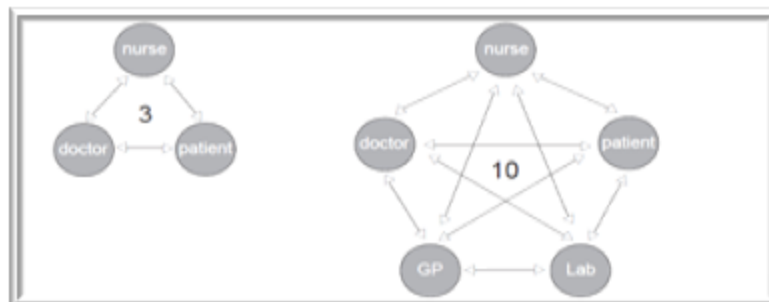 nurse
3
doctor
patient
nurse
doctor
patient
10
GP
Lab